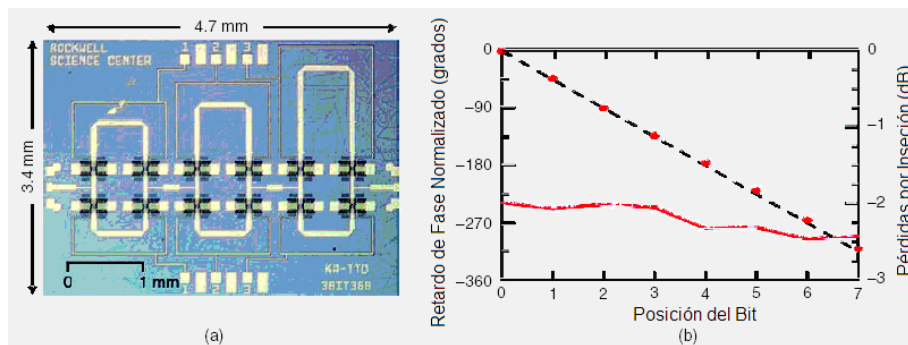 4.7 mm
3.4 mm
ROCKWELL
SCIENCE CENTER
1 2 3
0 1 mm
1 2 3
KA-TTD
3BIT368
(a)
Retardo de Fase Normalizado (grados)
0
-90
-180
-270
-360
0
-1
-2
-3
Pérdidas por Inseción (dB)
0 1 2 3 4 5 6 7
Posición del Bit
(b)